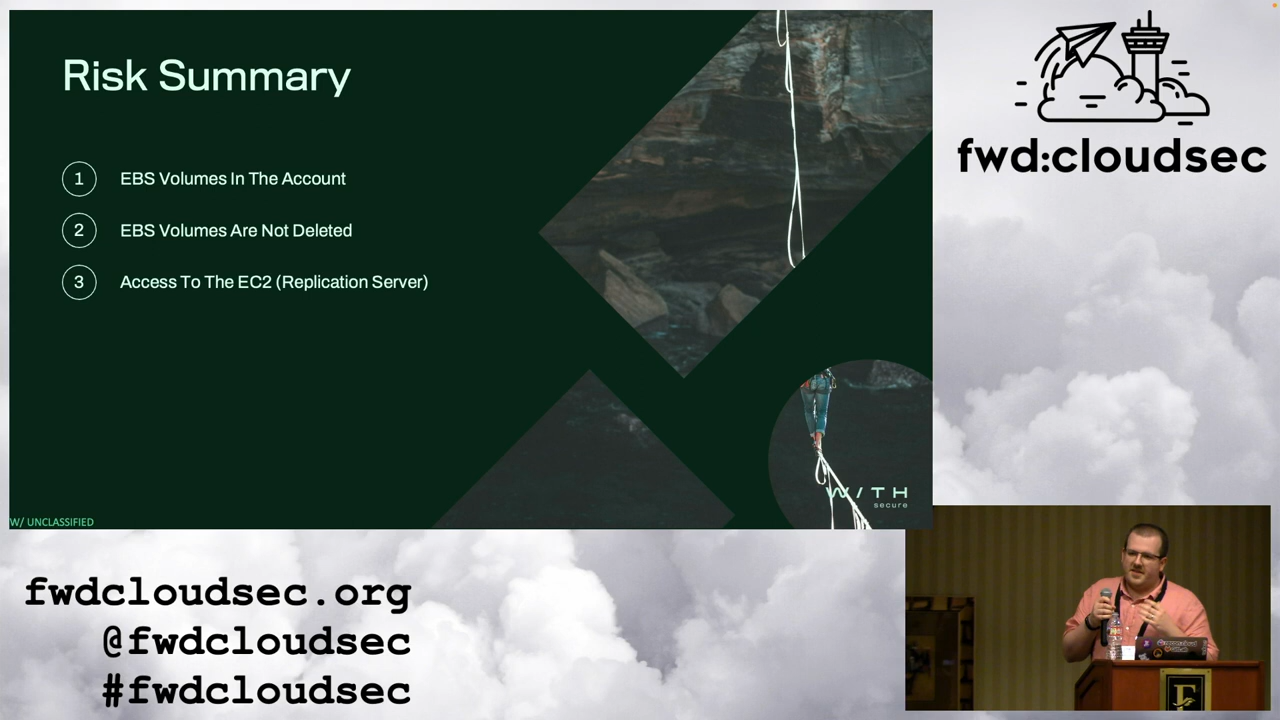 Risk Summary
1 EBS Volumes In The Account
2 EBS Volumes Are Not Deleted
3 Access To The EC2 (Replication Server)
W/TH
secure
W/ UNCLASSIFIED
fwd:cloudsec
fwdcloudsec.org
@fwdcloudsec
#fwdcloudsec